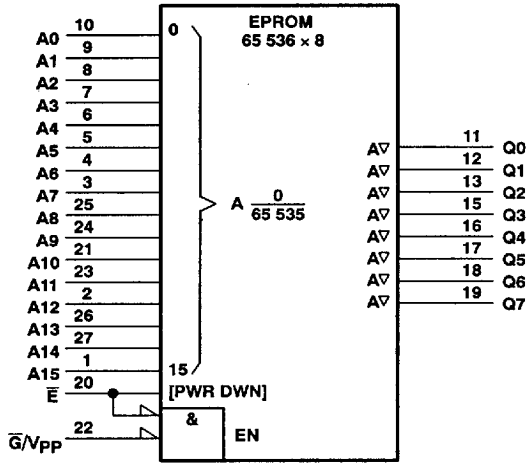 EPROM
65 536 × 8
A0 10 0
A1 9
A2 8
A3 7
A4 6
A5 5
A6 4
A7 3
A8 25
A9 24
A10 21
A11 23
A12 2
A13 26
A14 27
A15 1 15
A 0
65 535
A▽ 11 Q0
A▽ 12 Q1
A▽ 13 Q2
A▽ 15 Q3
A▽ 16 Q4
A▽ 17 Q5
A▽ 18 Q6
A▽ 19 Q7
E̅ 20 [PWR DWN]
&
G̅/VPP 22 EN